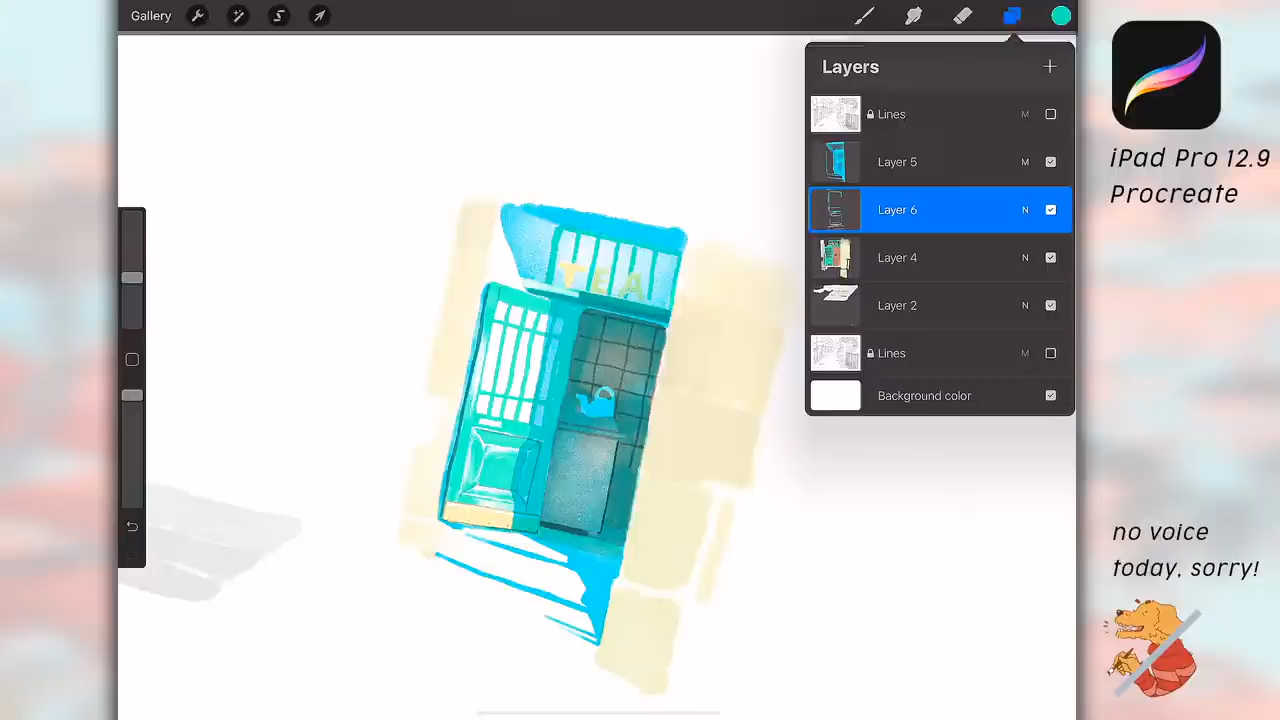 Gallery
Layers
Lines M
Layer 5 M
Layer 6 N
Layer 4 N
Layer 2 N
Lines M
Background color
TEA
iPad Pro 12.9
Procreate
no voice
today, sorry!